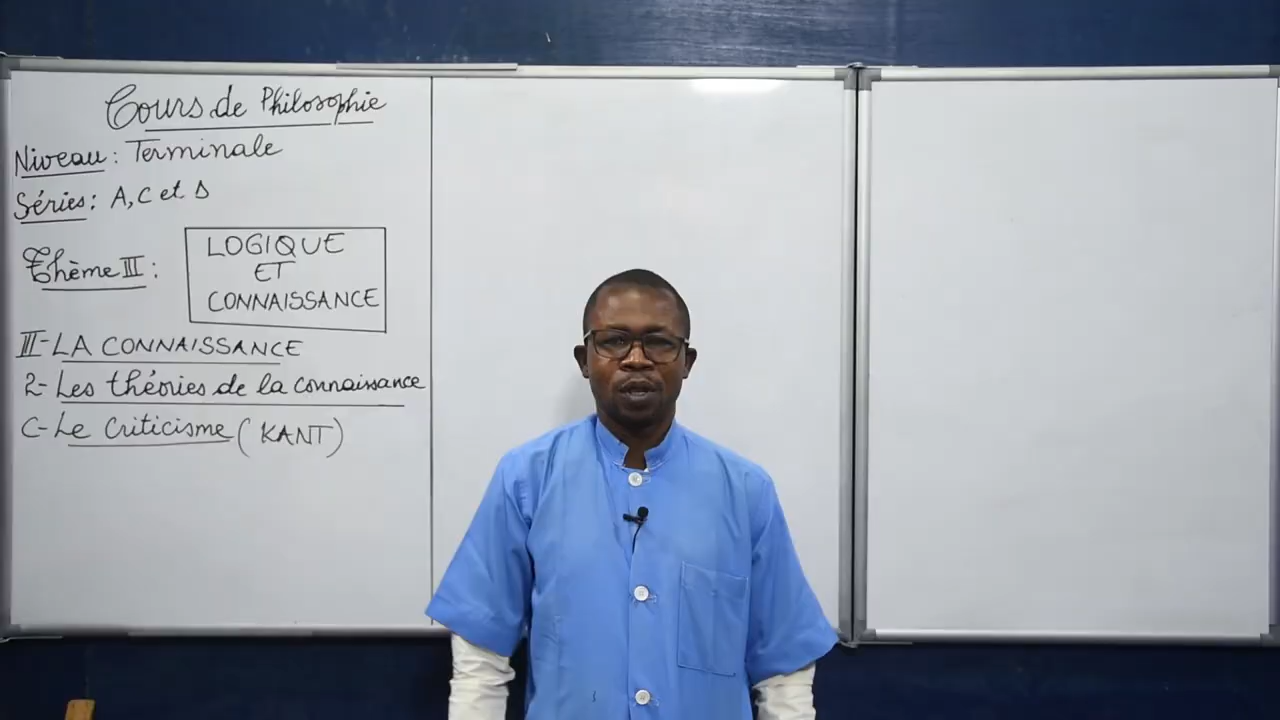 Cours de Philosophie
Niveau : Terminale
Séries : A, C et D
Thème III :
LOGIQUE
ET
CONNAISSANCE
II- LA CONNAISSANCE
2- Les théories de la connaissance
C- Le Criticisme (KANT)